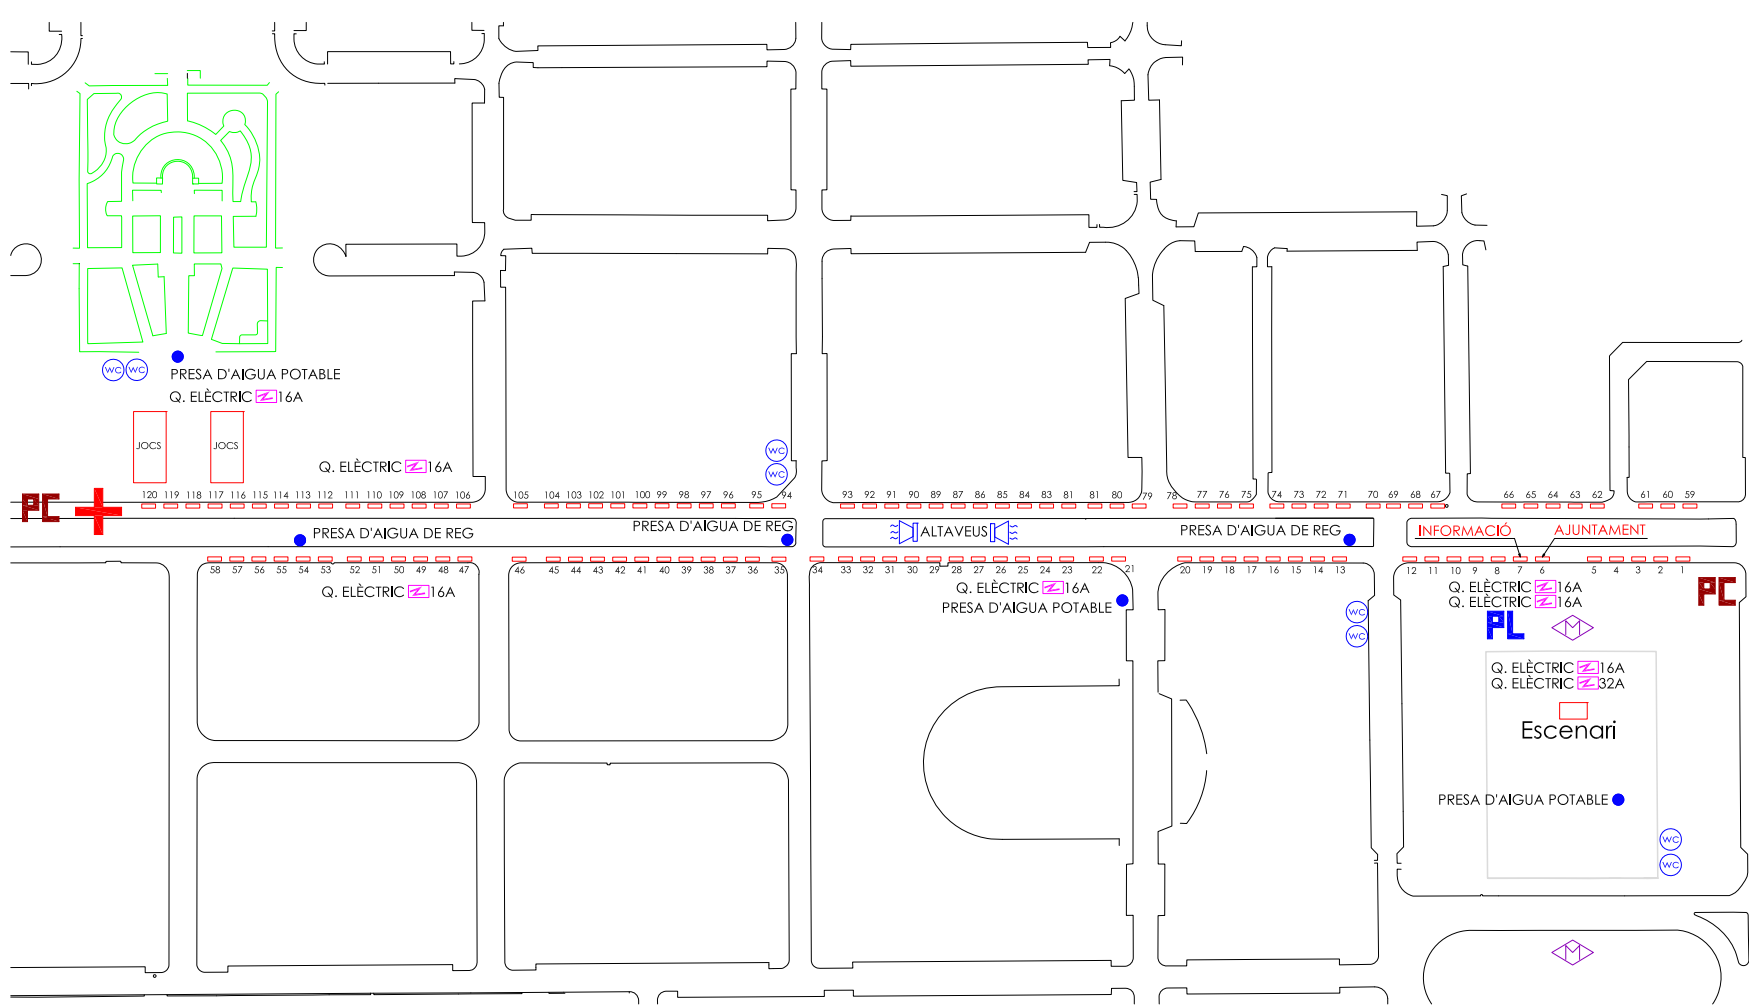 WC WC
PRESA D'AIGUA POTABLE
Q. ELÈCTRIC 16A
JOCS JOCS
Q. ELÈCTRIC 16A
WC
WC
PC
120 119 118 117 116 115 114 113 112 111 110 109 108 107 106
105 104 103 102 101 100 99 98 97 96 95 94
93 92 91 90 89 87 86 85 84 83 81 81 80 79
78 77 76 75 74 73 72 71 70 69 68 67
66 65 64 63 62 61 60 59
PRESA D'AIGUA DE REG
PRESA D'AIGUA DE REG
ALTAVEUS
PRESA D'AIGUA DE REG
INFORMACIÓ AJUNTAMENT
58 57 56 55 54 53 52 51 50 49 48 47
46 45 44 43 42 41 40 39 38 37 36 35
34 33 32 31 30 29 28 27 26 25 24 23 22 21
20 19 18 17 16 15 14 13
12 11 10 9 8 7 6 5 4 3 2 1
Q. ELÈCTRIC 16A
Q. ELÈCTRIC 16A
PRESA D'AIGUA POTABLE
WC
WC
Q. ELÈCTRIC 16A
Q. ELÈCTRIC 16A
PC
PL
M
Q. ELÈCTRIC 16A
Q. ELÈCTRIC 32A
Escenari
PRESA D'AIGUA POTABLE
WC
WC
M